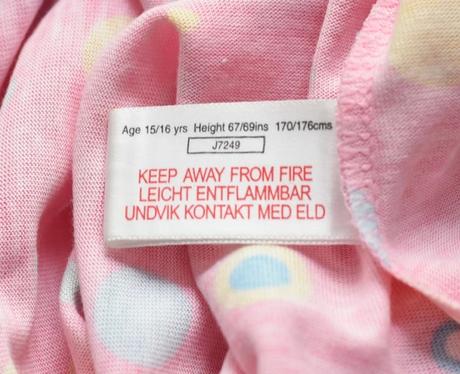 Age 15/16 yrs Height 67/69ins 170/176cms
J7249
KEEP AWAY FROM FIRE
LEICHT ENTFLAMMBAR
UNDVIK KONTAKT MED ELD